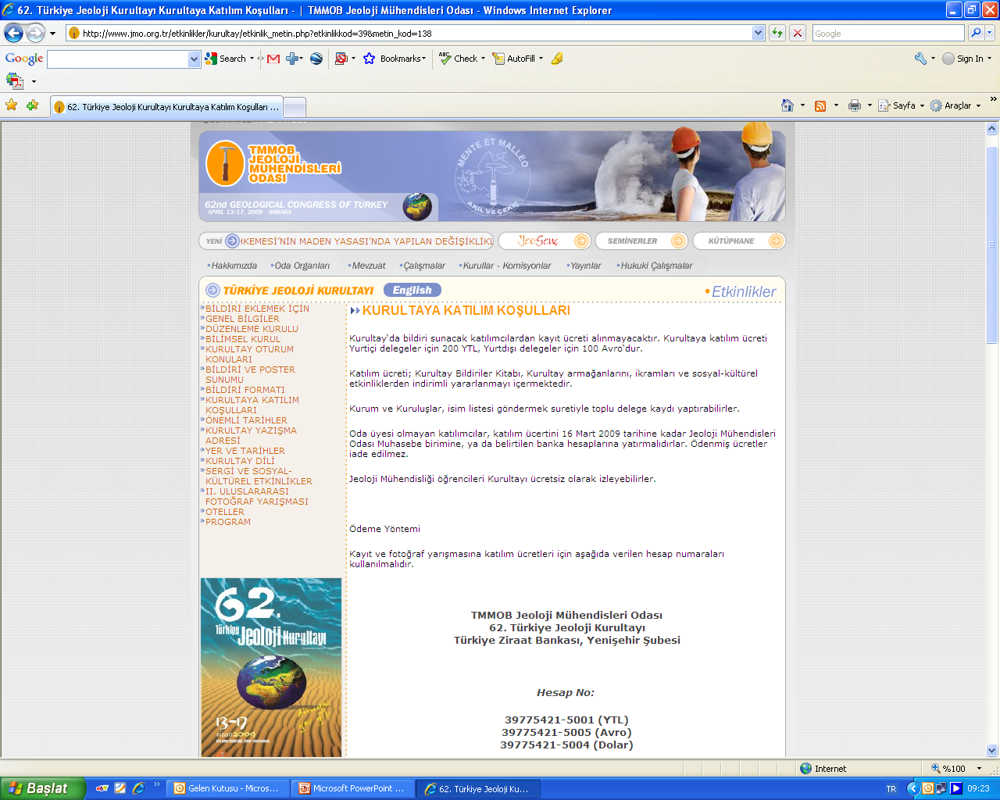 62. Türkiye Jeoloji Kurultayı Kurultaya Katılım Koşulları - | TMMOB Jeoloji Mühendisleri Odası - Windows Internet Explorer
http://www.jmo.org.tr/etkinlikler/kurultay/etkinlik_metin.php?etkinlikkod=39&metin_kod=138
Google
Google
Search
Bookmarks
Check
AutoFill
Sign In
62. Türkiye Jeoloji Kurultayı Kurultaya Katılım Koşulları ...
Sayfa
Araçlar
TMMOB
JEOLOJİ
MÜHENDİSLERİ
ODASI
MENTE ET MALLEO
AKIL VE ÇEKİÇ
62nd GEOLOGICAL CONGRESS OF TURKEY
APRIL 13-17, 2009 ANKARA
YENİ
HKEMESİ'NİN MADEN YASASI'NDA YAPILAN DEĞİŞİKLİKL
JeoGenç
SEMİNERLER
KÜTÜPHANE
•Hakkımızda •Oda Organları •Mevzuat •Çalışmalar •Kurullar - Komisyonlar •Yayınlar •Hukuki Çalışmalar
TÜRKİYE JEOLOJİ KURULTAYI
English
•Etkinlikler
BİLDİRİ EKLEMEK İÇİN
GENEL BİLGİLER
DÜZENLEME KURULU
BİLİMSEL KURUL
KURULTAY OTURUM
KONULARI
BİLDİRİ VE POSTER
SUNUMU
BİLDİRİ FORMATI
KURULTAYA KATILIM
KOŞULLARI
ÖNEMLİ TARİHLER
KURULTAY YAZIŞMA
ADRESİ
YER VE TARİHLER
KURULTAY DİLİ
SERGİ VE SOSYAL-
KÜLTÜREL ETKİNLİKLER
II. ULUSLARARASI
FOTOĞRAF YARIŞMASI
OTELLER
PROGRAM
KURULTAYA KATILIM KOŞULLARI
Kurultay`da bildiri sunacak katılımcılardan kayıt ücreti alınmayacaktır. Kurultaya katılım ücreti
Yurtiçi delegeler için 200 YTL, Yurtdışı delegeler için 100 Avro`dur.
Katılım ücreti; Kurultay Bildiriler Kitabı, Kurultay armağanlarını, ikramları ve sosyal-kültürel
etkinliklerden indirimli yararlanmayı içermektedir.
Kurum ve Kuruluşlar, isim listesi göndermek suretiyle toplu delege kaydı yaptırabilirler.
Oda üyesi olmayan katılımcılar, katılım ücertini 16 Mart 2009 tarihine kadar Jeoloji Mühendisleri
Odası Muhasebe birimine, ya da belirtilen banka hesaplarına yatırmalıdırlar. Ödenmiş ücretler
iade edilmez.
Jeoloji Mühendisliği öğrencileri Kurultayı ücretsiz olarak izleyebilirler.
Ödeme Yöntemi
Kayıt ve fotoğraf yarışmasına katılım ücretleri için aşağıda verilen hesap numaraları
kullanılmalıdır.
TMMOB Jeoloji Mühendisleri Odası
62. Türkiye Jeoloji Kurultayı
Türkiye Ziraat Bankası, Yenişehir Şubesi
Hesap No:
39775421-5001 (YTL)
39775421-5005 (Avro)
39775421-5004 (Dolar)
62.
Türkiye Jeoloji Kurultayı
dünya
yer yılı
13-17
nisan2009
Internet
%100
Başlat
Gelen Kutusu - Micros...
Microsoft PowerPoint ...
62. Türkiye Jeoloji Ku...
TR
09:23